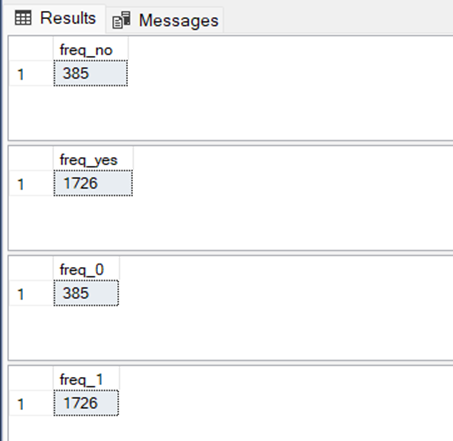 Results Messages
freq_no
1 385
freq_yes
1 1726
freq_0
1 385
freq_1
1 1726